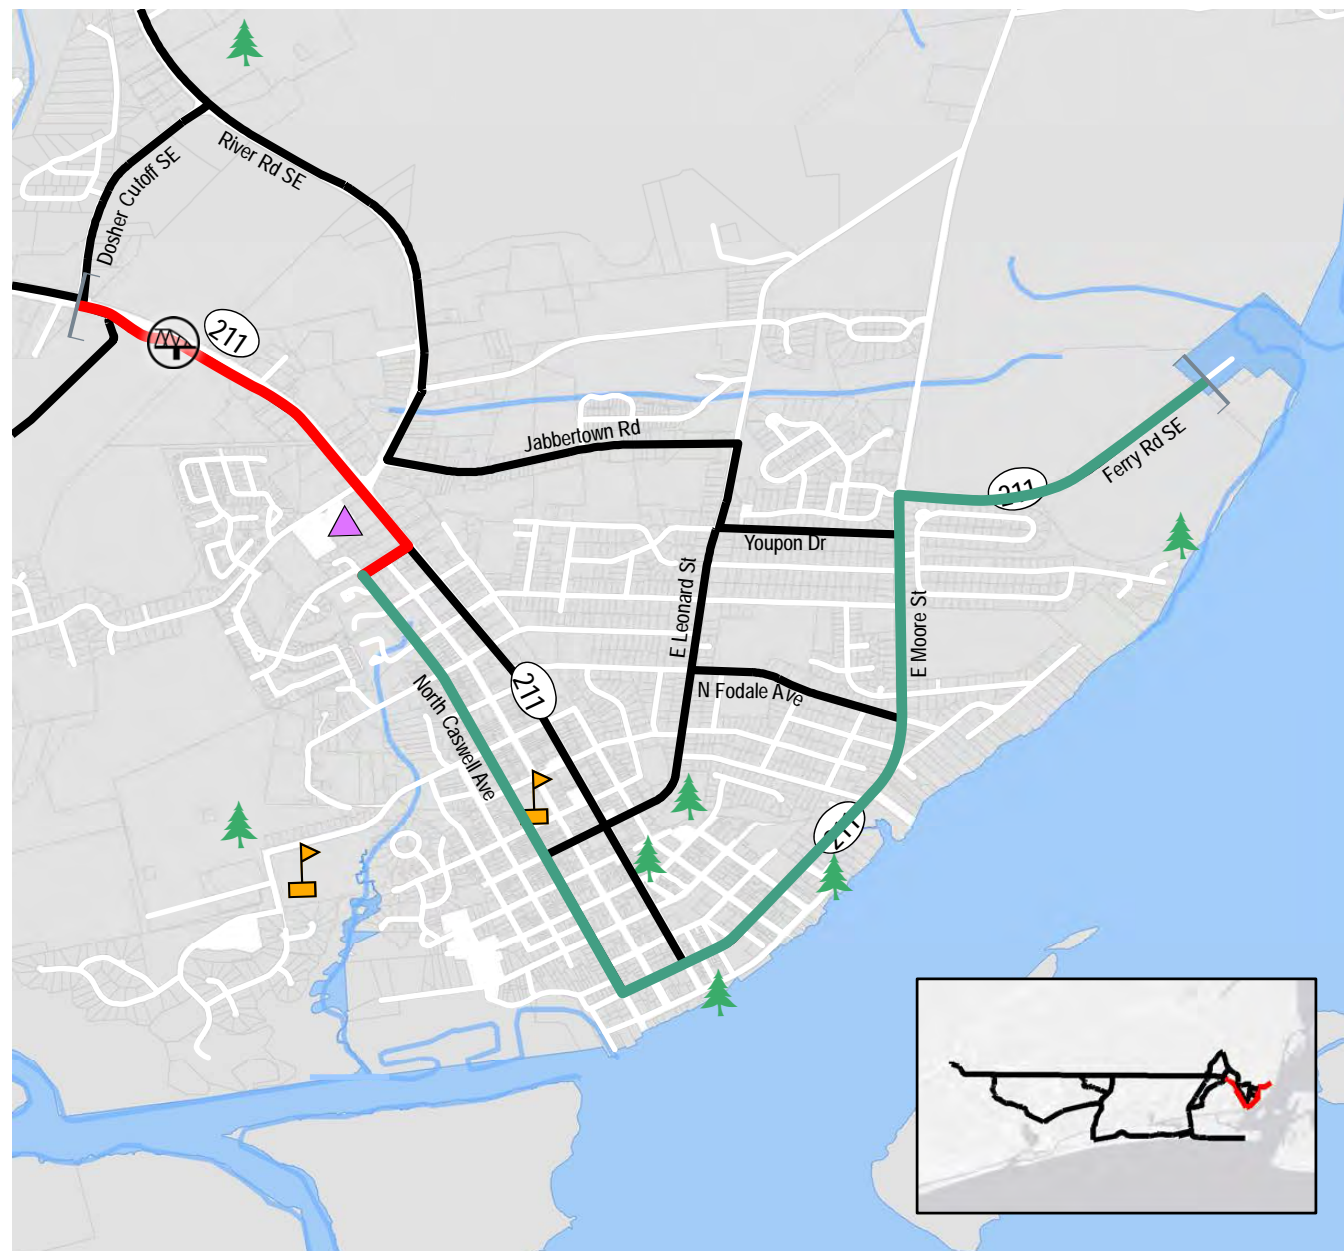 River Rd SE
Dosher Cutoff SE
211
Jabbertown Rd
Ferry Rd SE
211
Youpon Dr
E Leonard St
E Moore St
211
N Fodale Ave
North Caswell Ave
211